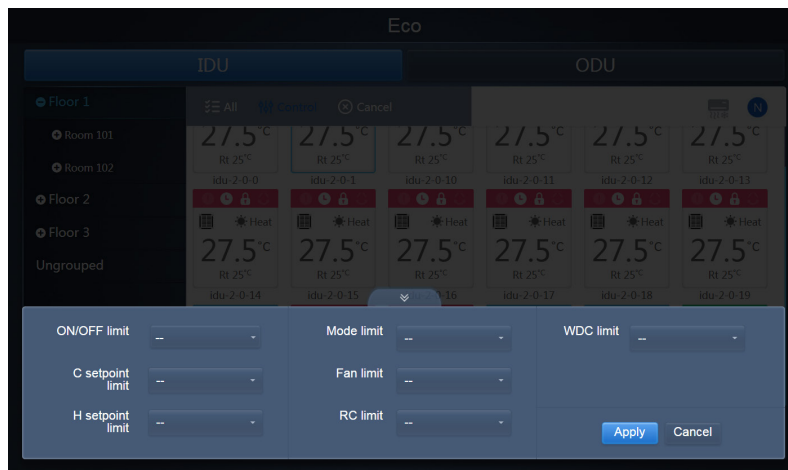 Eco
IDU ODU
Floor 1
All Control Cancel
N
Room 101
Room 102
Floor 2
Floor 3
Ungrouped
27.5°C 27.5°C 27.5°C 27.5°C 27.5°C 27.5°C
Rt 25°C Rt 25°C Rt 25°C Rt 25°C Rt 25°C Rt 25°C
idu-2-0-0 idu-2-0-1 idu-2-0-10 idu-2-0-11 idu-2-0-12 idu-2-0-13
Heat Heat Heat Heat Heat Heat
27.5°C 27.5°C 27.5°C 27.5°C 27.5°C 27.5°C
Rt 25°C Rt 25°C Rt 25°C Rt 25°C Rt 25°C Rt 25°C
idu-2-0-14 idu-2-0-15 -16 idu-2-0-17 idu-2-0-18 idu-2-0-19
ON/OFF limit --
C setpoint
limit --
H setpoint
limit --
Mode limit --
Fan limit --
RC limit --
WDC limit --
Apply Cancel